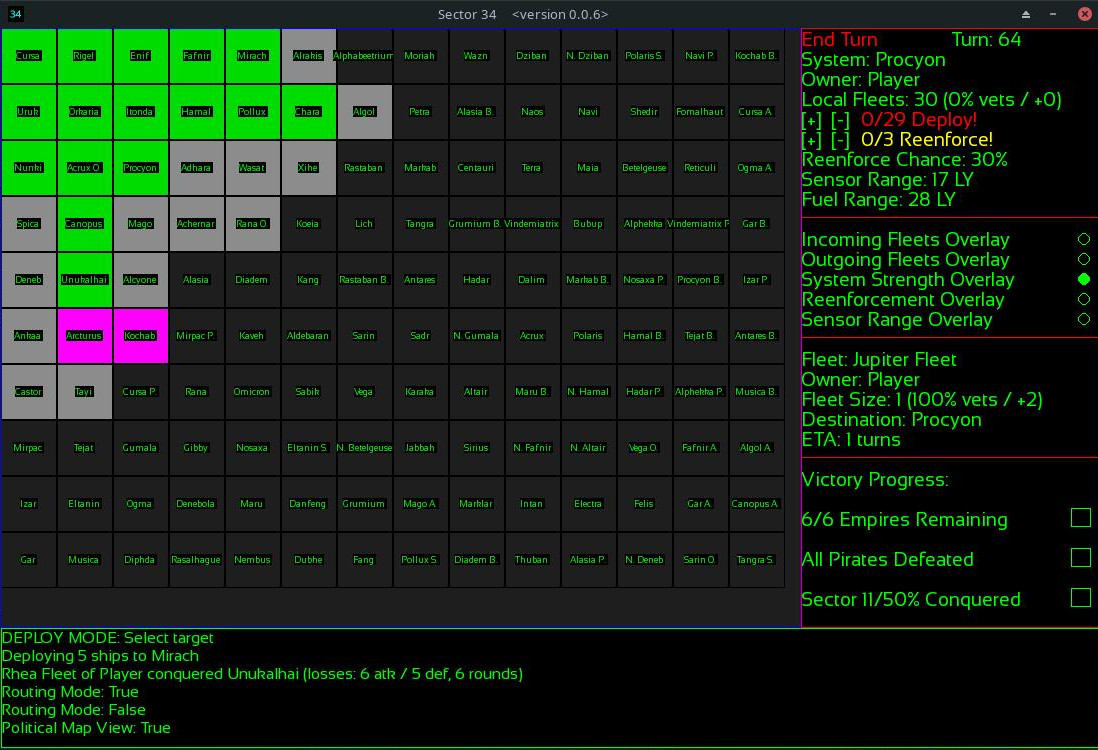 34 Sector 34 <version 0.0.6>
Cursa Rigel Enif Fafnir Mirach Alrakis Alphabeetrium Moriah Wazn Dziban N. Dziban Polaris S. Navi P. Kochab B.
Uruk Orkaria Itonda Hamal Pollux Chara Algol Petra Alasia B. Naos Navi Shedir Fomalhaut Cursa A.
Nunki Acrux O. Procyon Adhara Wasat Xihe Rastaban Markab Centauri Terra Maia Betelgeuse Reticuli Ogma A.
Spica Canopus Mago Achernar Rana O. Koeia Lich Tangra Grumium B. Vindemiatrix Bubup Alphekka Vindemiatrix P. Gar B.
Deneb Unukalhai Alcyone Alasia Diadem Kang Rastaban B. Antares Hadar Dalim Markab B. Nosaxa P. Procyon B. Izar P.
Ankaa Arcturus Kochab Mirpac P. Kaveh Aldebaran Sarin Sadr N. Gumala Acrux Polaris Hamal B. Tejat B. Antares B.
Castor Tayi Cursa P. Rana Omicron Sabik Vega Karaka Altair Maru B. N. Hamal Hadar P. Alphekka P. Musica B.
Mirpac Tejat Gumala Gibby Nosaxa Eltanin S. N. Betelgeuse Jabbah Sirius N. Fafnir N. Altair Vega O. Fafnir A. Algol A.
Izar Eltanin Ogma Denebola Maru Danfeng Grumium Mago A. Marklar Intan Electra Felis Gar A. Canopus A.
Gar Musica Diphda Rasalhague Nembus Dubhe Fang Pollux S. Diadem B. Thuban Alasia P. N. Deneb Sarin O. Tangra S.
End Turn Turn: 64
System: Procyon
Owner: Player
Local Fleets: 30 (0% vets / +0)
[+] [-] 0/29 Deploy!
[+] [-] 0/3 Reenforce!
Reenforce Chance: 30%
Sensor Range: 17 LY
Fuel Range: 28 LY
Incoming Fleets Overlay
Outgoing Fleets Overlay
System Strength Overlay
Reenforcement Overlay
Sensor Range Overlay
Fleet: Jupiter Fleet
Owner: Player
Fleet Size: 1 (100% vets / +2)
Destination: Procyon
ETA: 1 turns
Victory Progress:
6/6 Empires Remaining
All Pirates Defeated
Sector 11/50% Conquered
DEPLOY MODE: Select target
Deploying 5 ships to Mirach
Rhea Fleet of Player conquered Unukalhai (losses: 6 atk / 5 def, 6 rounds)
Routing Mode: True
Routing Mode: False
Political Map View: True